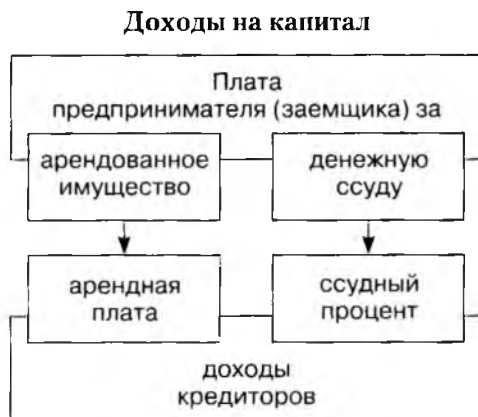 Доходы на капитал
Плата
предпринимателя (заемщика) за
арендованное
имущество
денежную
ссуду
арендная
плата
ссудный
процент
доходы
кредиторов